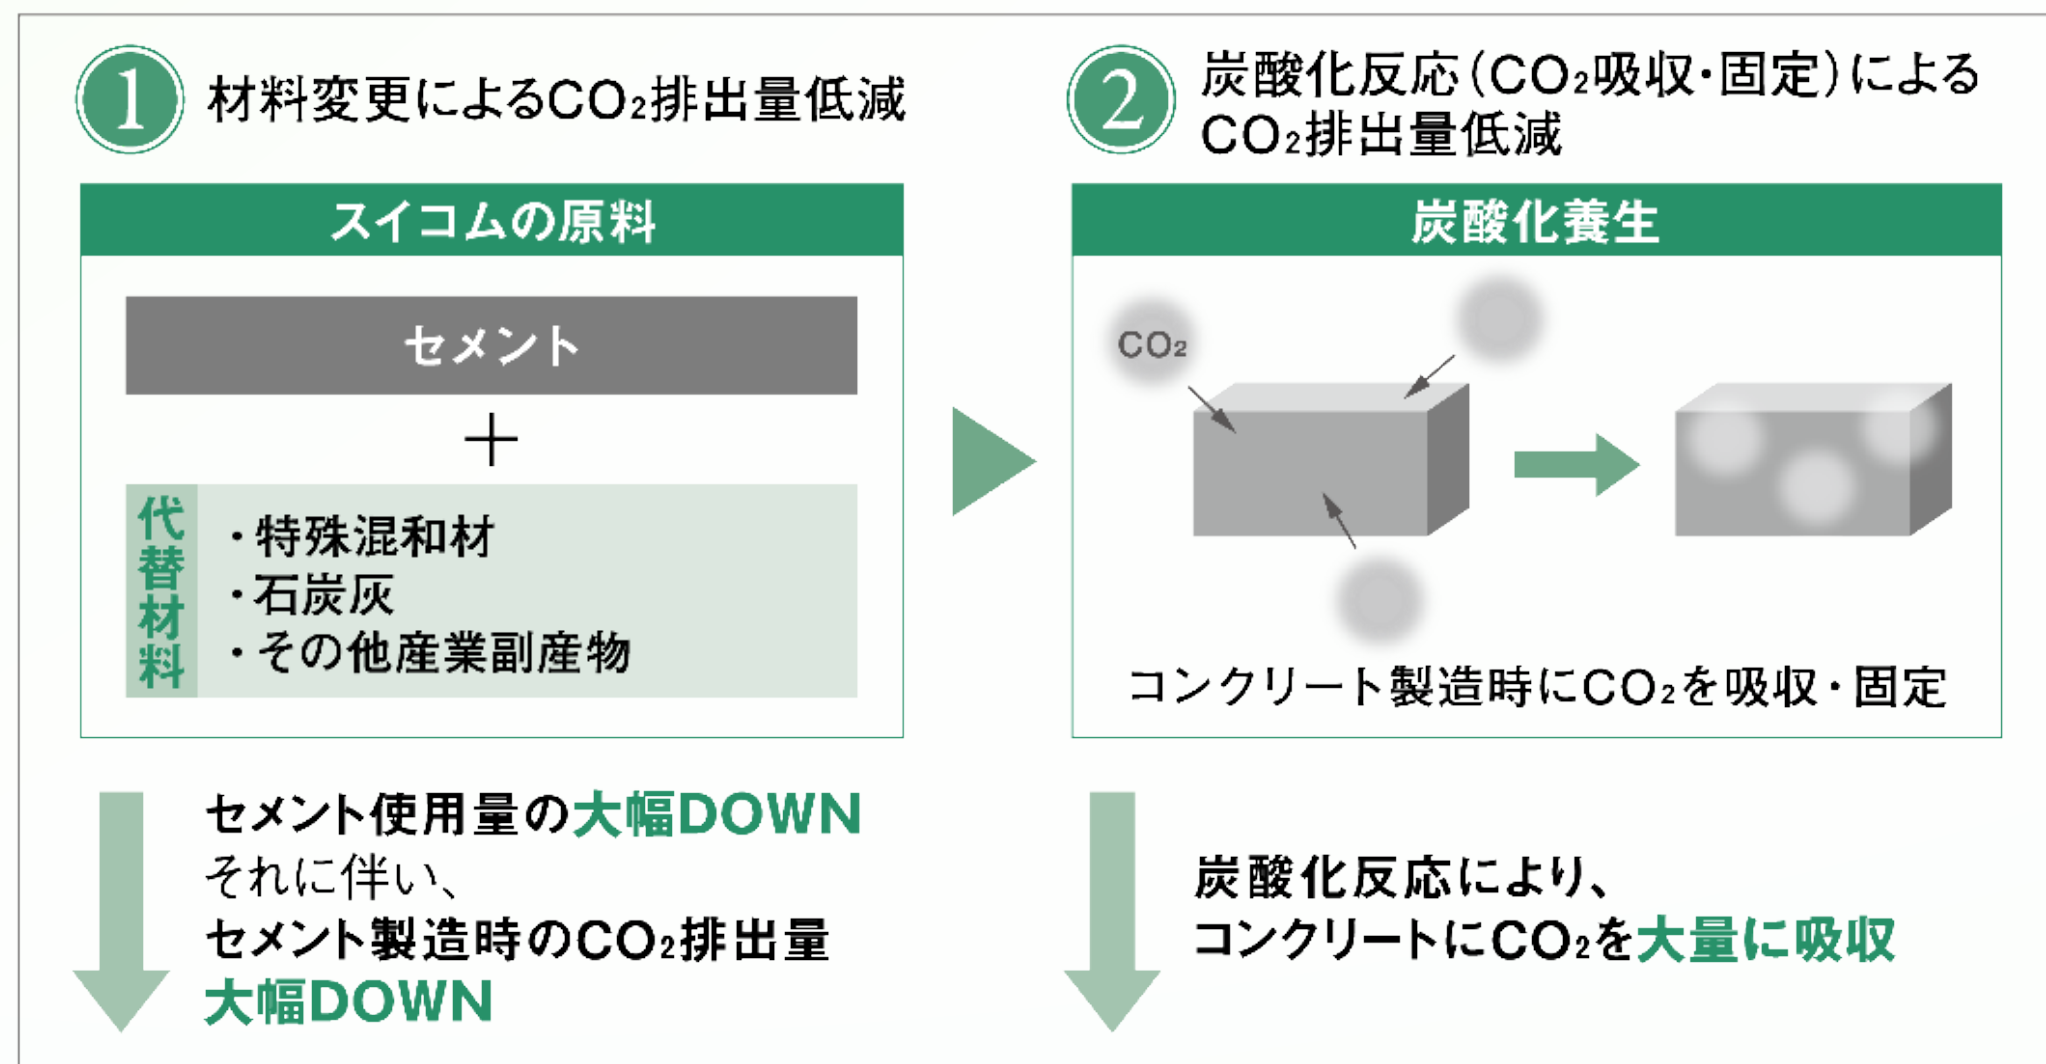 1
材料変更によるCO₂排出量低減
スイコムの原料
セメント
+
代替材料
・特殊混和材
・石炭灰
・その他産業副産物
セメント使用量の大幅DOWN
それに伴い、
セメント製造時のCO₂排出量
大幅DOWN
2
炭酸化反応(CO₂吸収・固定)による
CO₂排出量低減
炭酸化養生
CO₂
コンクリート製造時にCO₂を吸収・固定
炭酸化反応により、
コンクリートにCO₂を大量に吸収